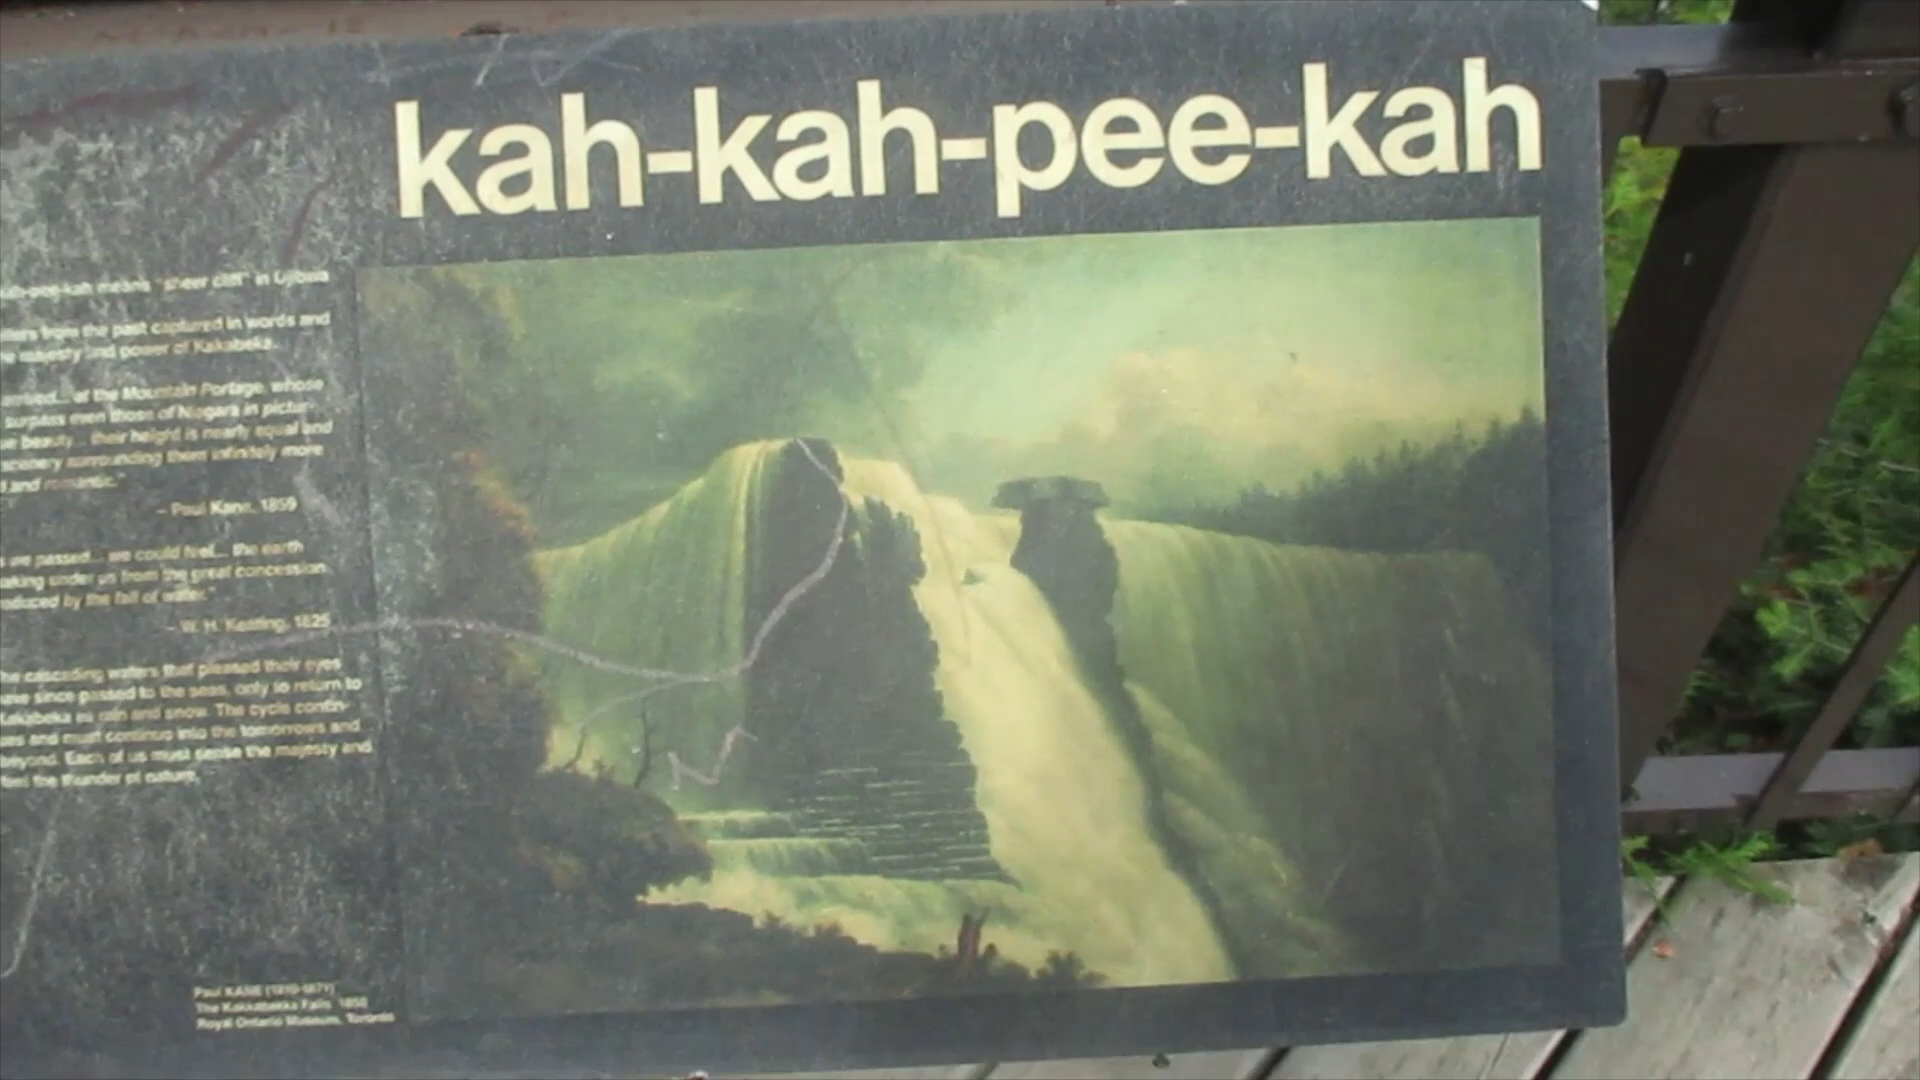 kah-kah-pee-kah
means "sheer cliff" in Ojibwa
from the past captured in words and
majesty and power of Kakabeka.
of the Mountain Portage, whose
surpass even those of Niagara in pictur-
beauty... their height is nearly equal and
scenery surrounding them infinitely more
and romantic."
- Paul Kane, 1859
we passed... we could feel... the earth
under us from the great concession
by the fall of water."
- W. H. Keating, 1825
cascading waters that pleased their eyes
since passed to the seas, only to return to
Kakabeka as rain and snow. The cycle contin-
ues and must continue into the tomorrows and
beyond. Each of us must sense the majesty and
feel the thunder of nature.
Paul KANE (1810-1871)
The Kakkabekka Falls, 
Royal Ontario Museum, Toronto